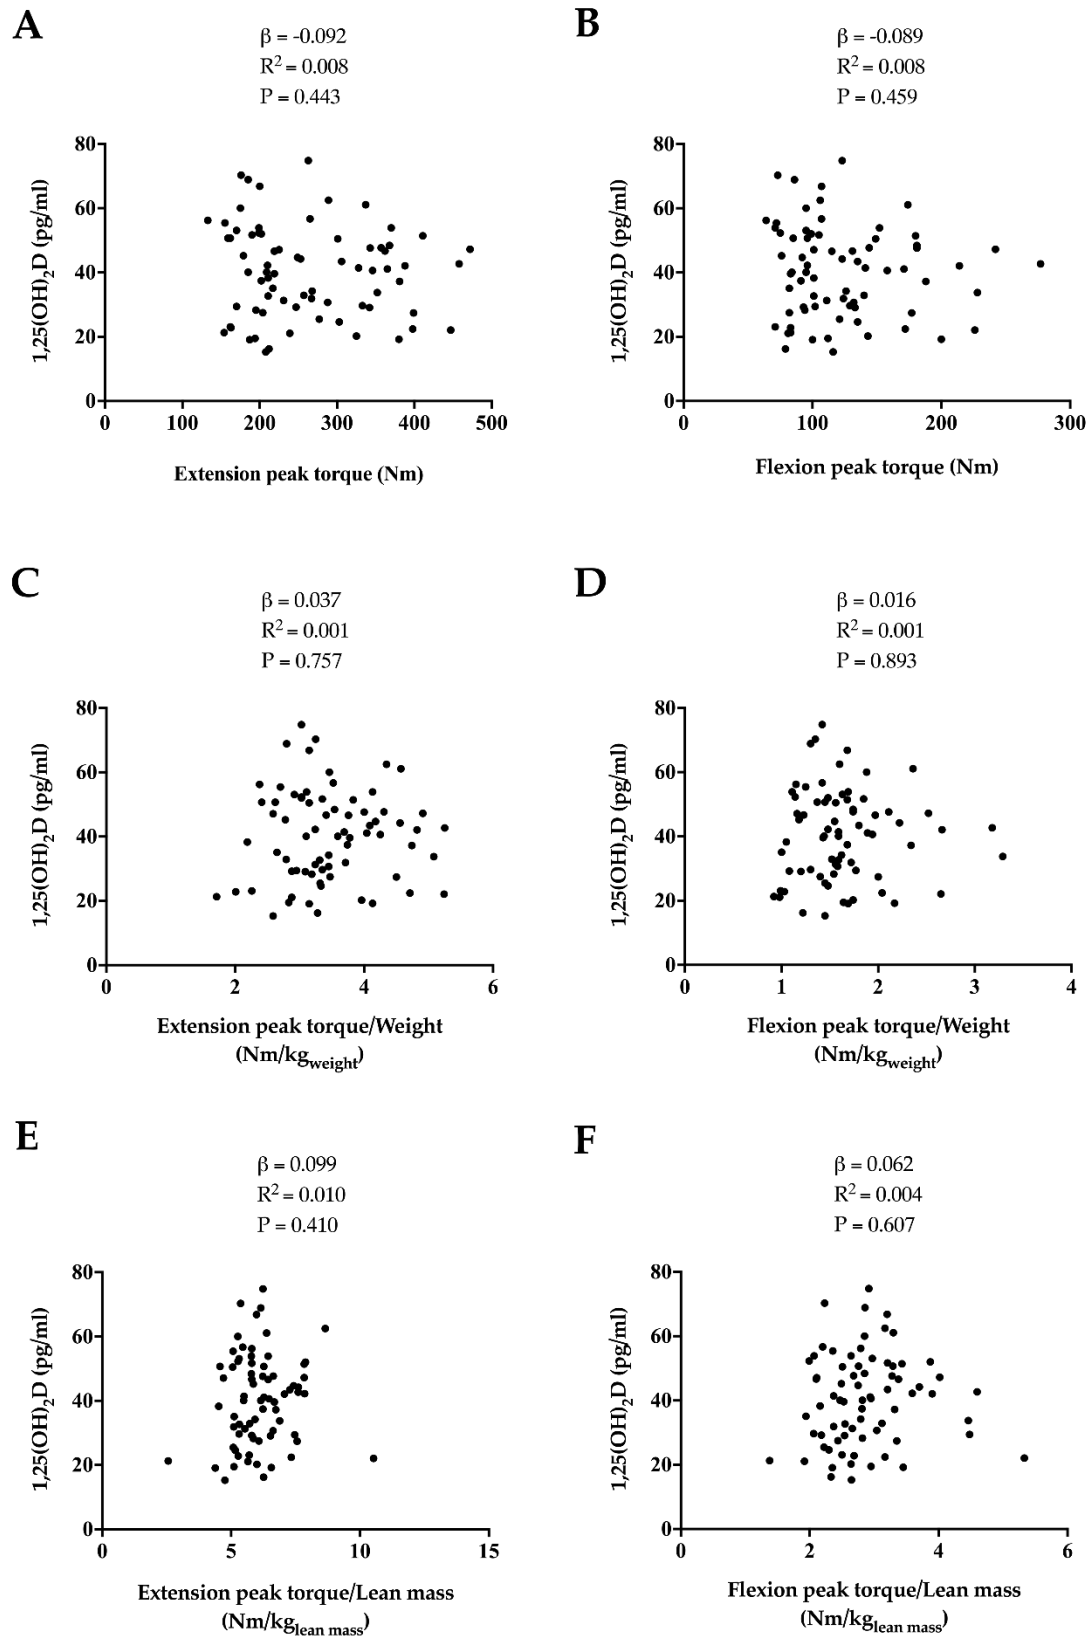 A
β = -0.092
R² = 0.008
P = 0.443
80
60
40
20
0
1,25(OH)₂D (pg/ml)
0 100 200 300 400 500
Extension peak torque (Nm)
B
β = -0.089
R² = 0.008
P = 0.459
80
60
40
20
0
1,25(OH)₂D (pg/ml)
0 100 200 300
Flexion peak torque (Nm)
C
β = 0.037
R² = 0.001
P = 0.757
80
60
40
20
0
1,25(OH)₂D (pg/ml)
0 2 4 6
Extension peak torque/Weight
(Nm/kg_weight)
D
β = 0.016
R² = 0.001
P = 0.893
80
60
40
20
0
1,25(OH)₂D (pg/ml)
0 1 2 3 4
Flexion peak torque/Weight
(Nm/kg_weight)
E
β = 0.099
R² = 0.010
P = 0.410
80
60
40
20
0
1,25(OH)₂D (pg/ml)
0 5 10 15
Extension peak torque/Lean mass
(Nm/kg_lean mass)
F
β = 0.062
R² = 0.004
P = 0.607
80
60
40
20
0
1,25(OH)₂D (pg/ml)
0 2 4 6
Flexion peak torque/Lean mass
(Nm/kg_lean mass)